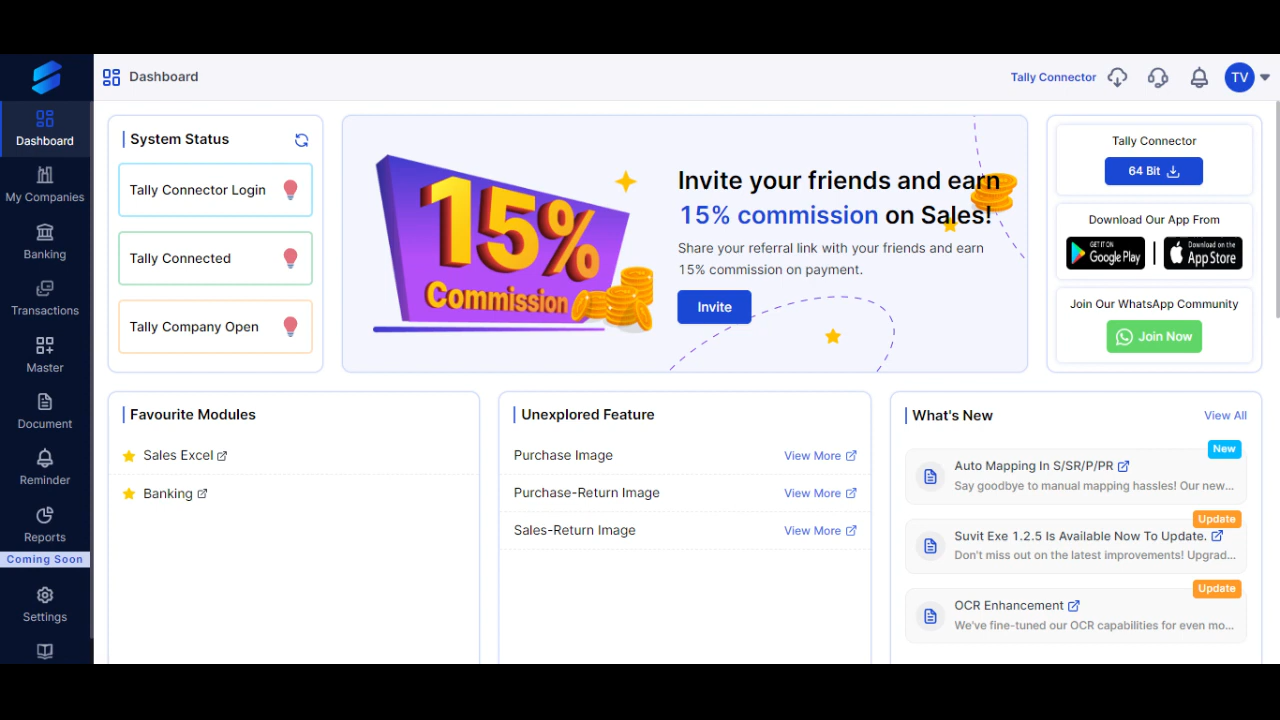 Dashboard
Tally Connector
TV
Dashboard
My Companies
Banking
Transactions
Master
Document
Reminder
Reports
Coming Soon
Settings
System Status
Tally Connector Login
Tally Connected
Tally Company Open
15%
Commission
Invite your friends and earn
15% commission on Sales!
Share your referral link with your friends and earn
15% commission on payment.
Invite
Tally Connector
64 Bit
Download Our App From
GET IT ON
Google Play
Download on the
App Store
Join Our WhatsApp Community
Join Now
Favourite Modules
Sales Excel
Banking
Unexplored Feature
Purchase Image View More
Purchase-Return Image View More
Sales-Return Image View More
What's New View All
New
Auto Mapping In S/SR/P/PR
Say goodbye to manual mapping hassles! Our new...
Update
Suvit Exe 1.2.5 Is Available Now To Update.
Don't miss out on the latest improvements! Upgrad...
Update
OCR Enhancement
We've fine-tuned our OCR capabilities for even mo...